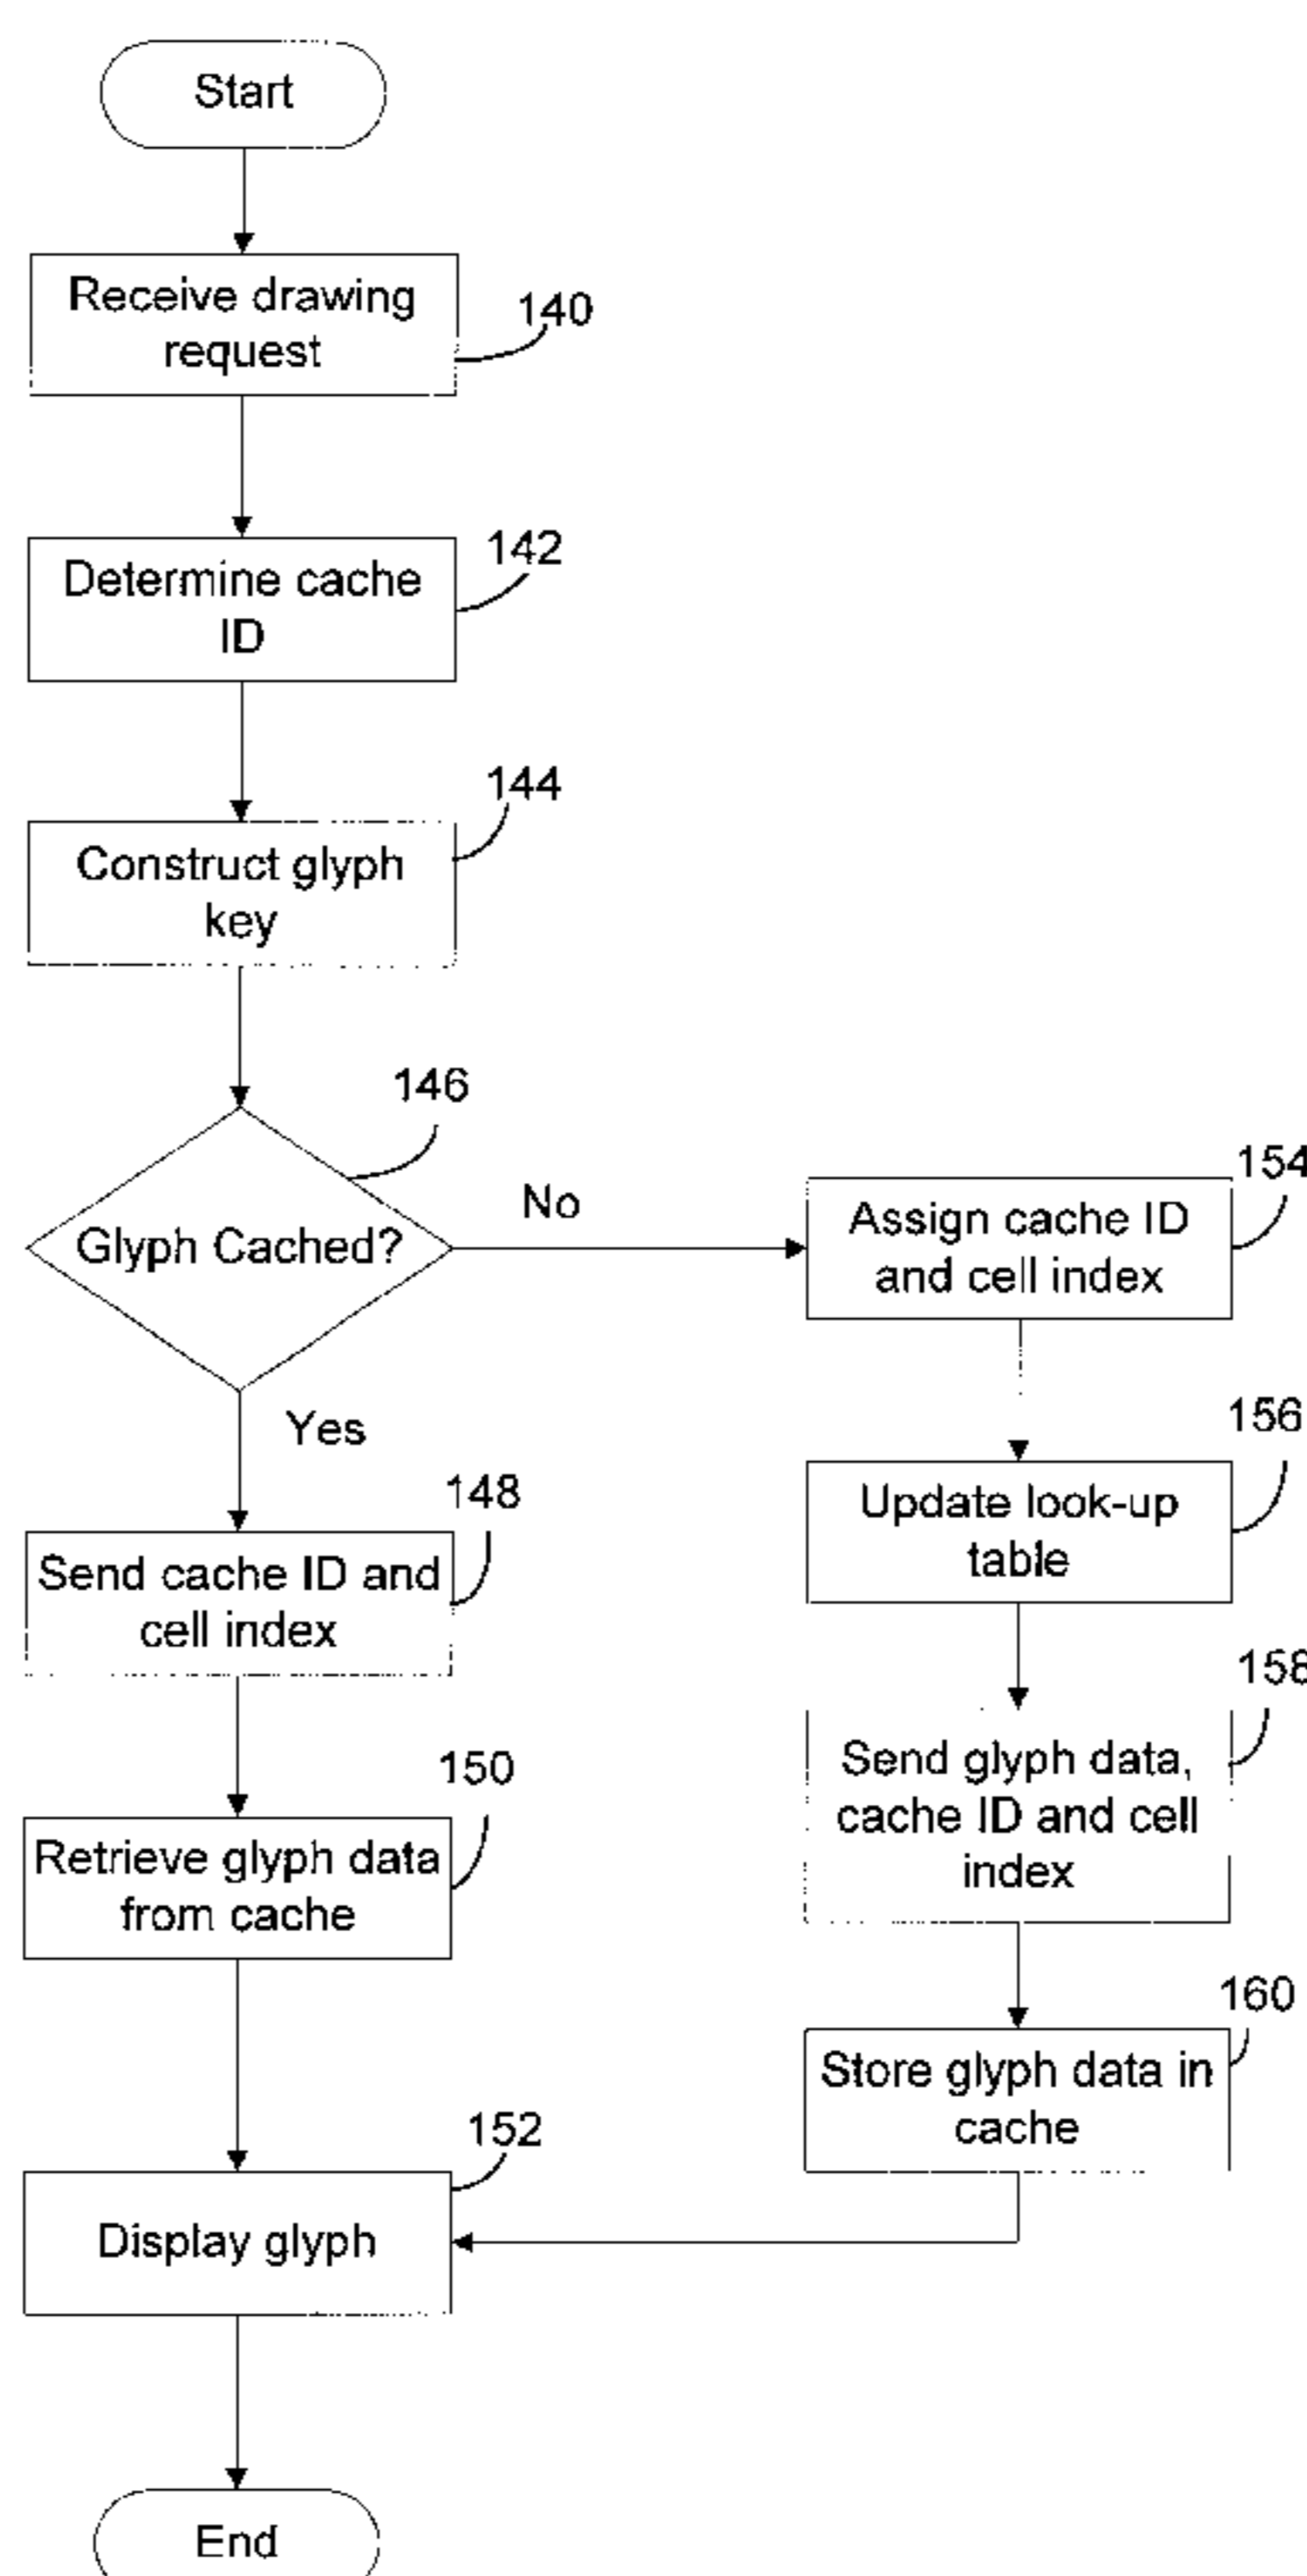 Start
Receive drawing
request
140
Determine cache
ID
142
Construct glyph
key
144
146
Glyph Cached?
No
Yes
148
Send cache ID and
cell index
150
Retrieve glyph data
from cache
152
Display glyph
154
Assign cache ID
and cell index
156
Update look-up
table
158
Send glyph data,
cache ID and cell
index
160
Store glyph data in
cache
End